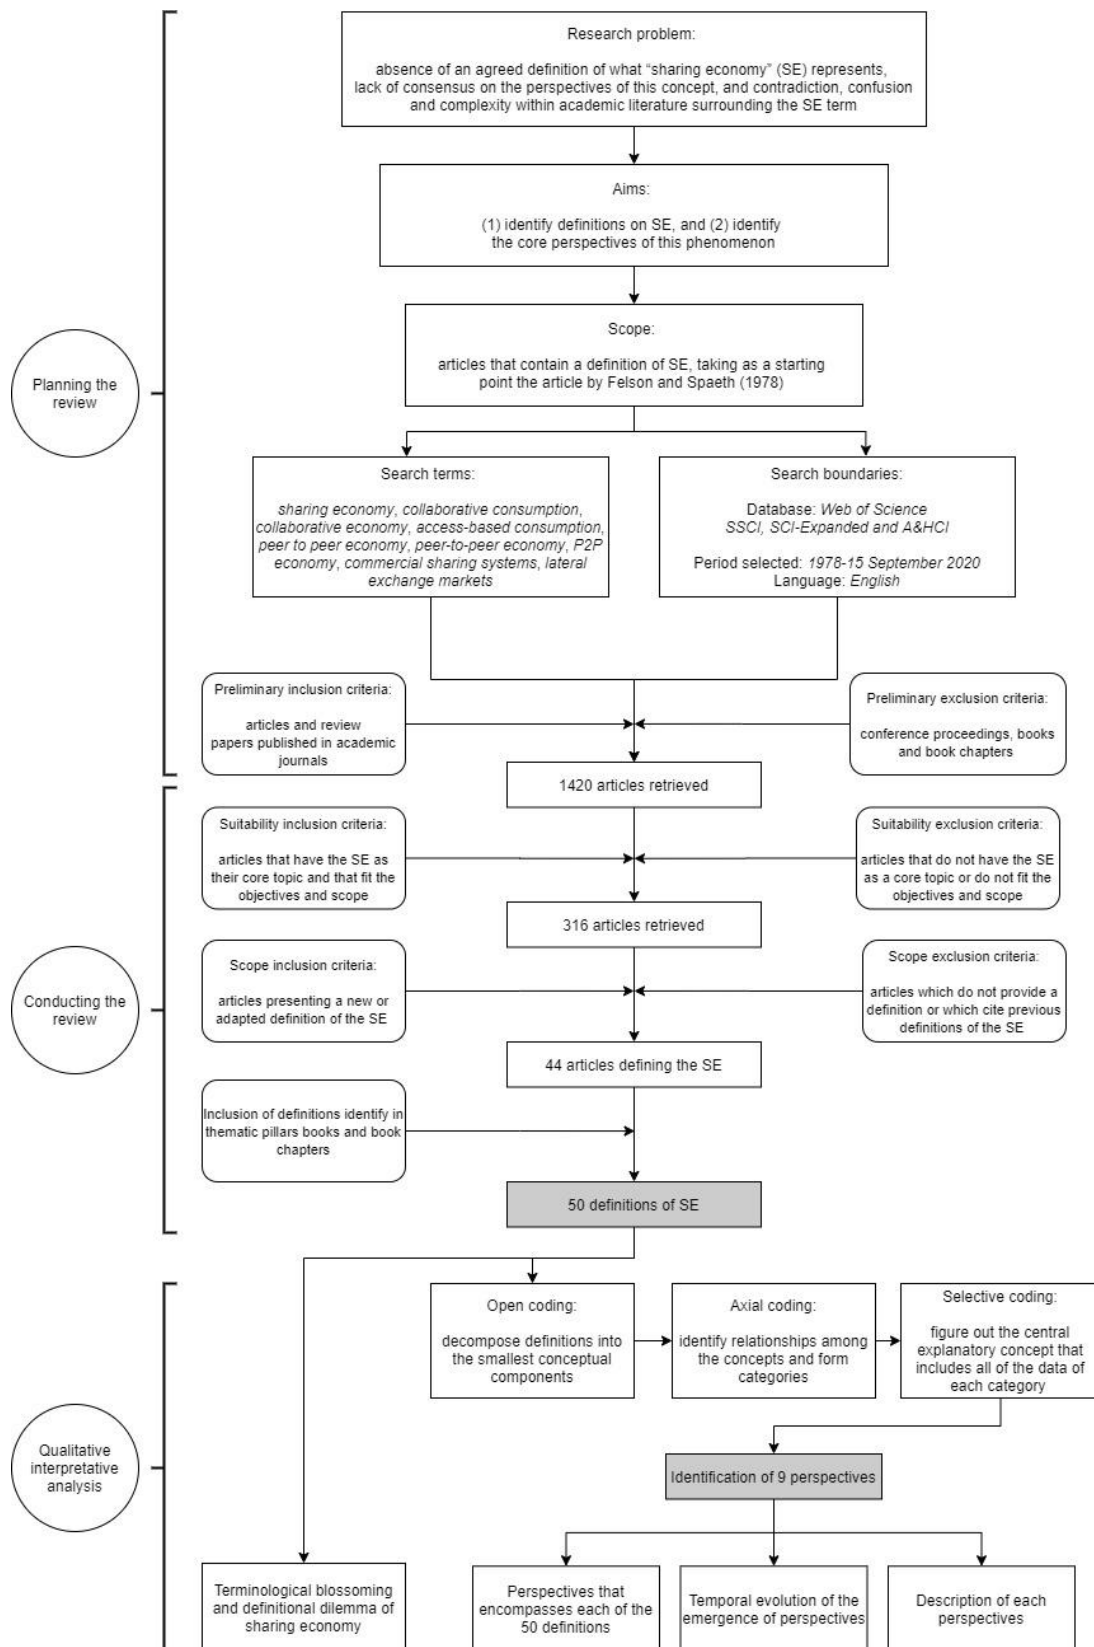 Research problem:
absence of an agreed definition of what “sharing economy” (SE) represents,
lack of consensus on the perspectives of this concept, and contradiction, confusion
and complexity within academic literature surrounding the SE term
Aims:
(1) identify definitions on SE, and (2) identify
the core perspectives of this phenomenon
Scope:
articles that contain a definition of SE, taking as a starting
point the article by Felson and Spaeth (1978)
Planning the
review
Search terms:
sharing economy, collaborative consumption,
collaborative economy, access-based consumption,
peer to peer economy, peer-to-peer economy, P2P
economy, commercial sharing systems, lateral
exchange markets
Search boundaries:
Database: Web of Science
SSCI, SCI-Expanded and A&HCI
Period selected: 1978-15 September 2020
Language: English
Preliminary inclusion criteria:
articles and review
papers published in academic
journals
Preliminary exclusion criteria:
conference proceedings, books
and book chapters
1420 articles retrieved
Suitability inclusion criteria:
articles that have the SE as
their core topic and that fit the
objectives and scope
Suitability exclusion criteria:
articles that do not have the SE
as a core topic or do not fit the
objectives and scope
316 articles retrieved
Conducting the
review
Scope inclusion criteria:
articles presenting a new or
adapted definition of the SE
Scope exclusion criteria:
articles which do not provide a
definition or which cite previous
definitions of the SE
44 articles defining the SE
Inclusion of definitions identify in
thematic pillars books and book
chapters
50 definitions of SE
Open coding:
decompose definitions into
the smallest conceptual
components
Axial coding:
identify relationships among
the concepts and form
categories
Selective coding:
figure out the central
explanatory concept that
includes all of the data of
each category
Qualitative
interpretative
analysis
Identification of 9 perspectives
Terminological blossoming
and definitional dilemma of
sharing economy
Perspectives that
encompasses each of the
50 definitions
Temporal evolution of the
emergence of perspectives
Description of each
perspectives